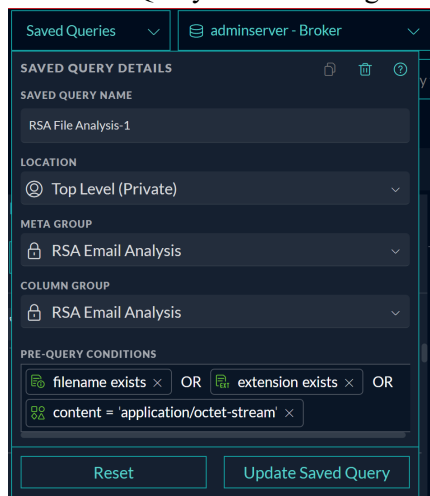 Saved Queries
adminserver - Broker
SAVED QUERY DETAILS
SAVED QUERY NAME
RSA File Analysis-1
LOCATION
Top Level (Private)
META GROUP
RSA Email Analysis
COLUMN GROUP
RSA Email Analysis
PRE-QUERY CONDITIONS
filename exists × OR extension exists × OR
content = 'application/octet-stream' ×
Reset
Update Saved Query